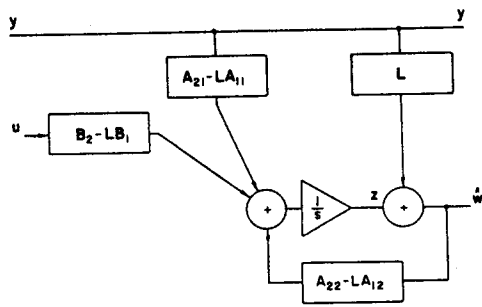 y y
A₂₁-LA₁₁ L
u B₂-LB₁
+ 1/s z + ŵ
A₂₂-LA₁₂